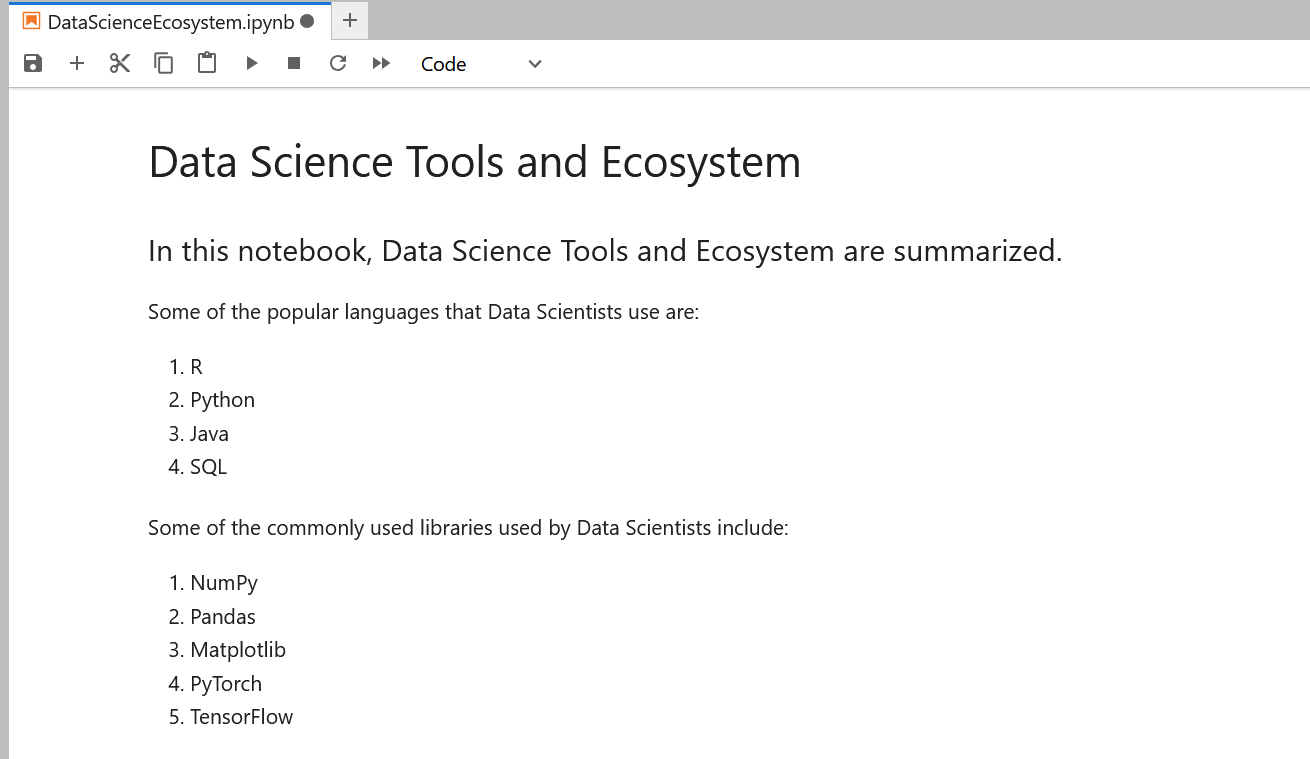 DataScienceEcosystem.ipynb
Code
Data Science Tools and Ecosystem
In this notebook, Data Science Tools and Ecosystem are summarized.
Some of the popular languages that Data Scientists use are:
1. R
2. Python
3. Java
4. SQL
Some of the commonly used libraries used by Data Scientists include:
1. NumPy
2. Pandas
3. Matplotlib
4. PyTorch
5. TensorFlow